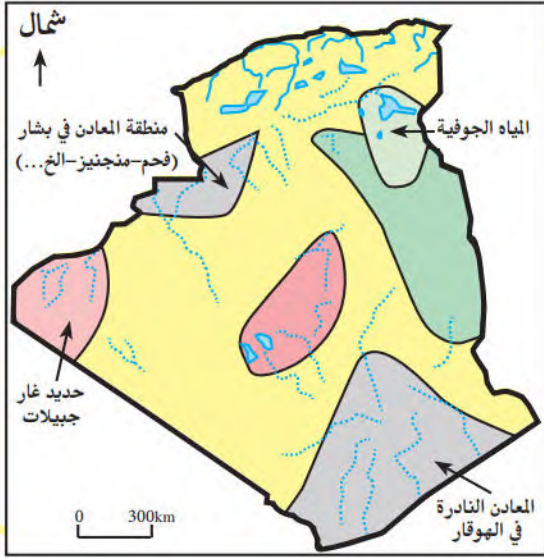 شمال
منطقة المعادن في بشار
(فحم-منجنيز-الخ...)
المياه الجوفية
حديد غار
جبيلات
المعادن النادرة
في الهوقار
0 300km